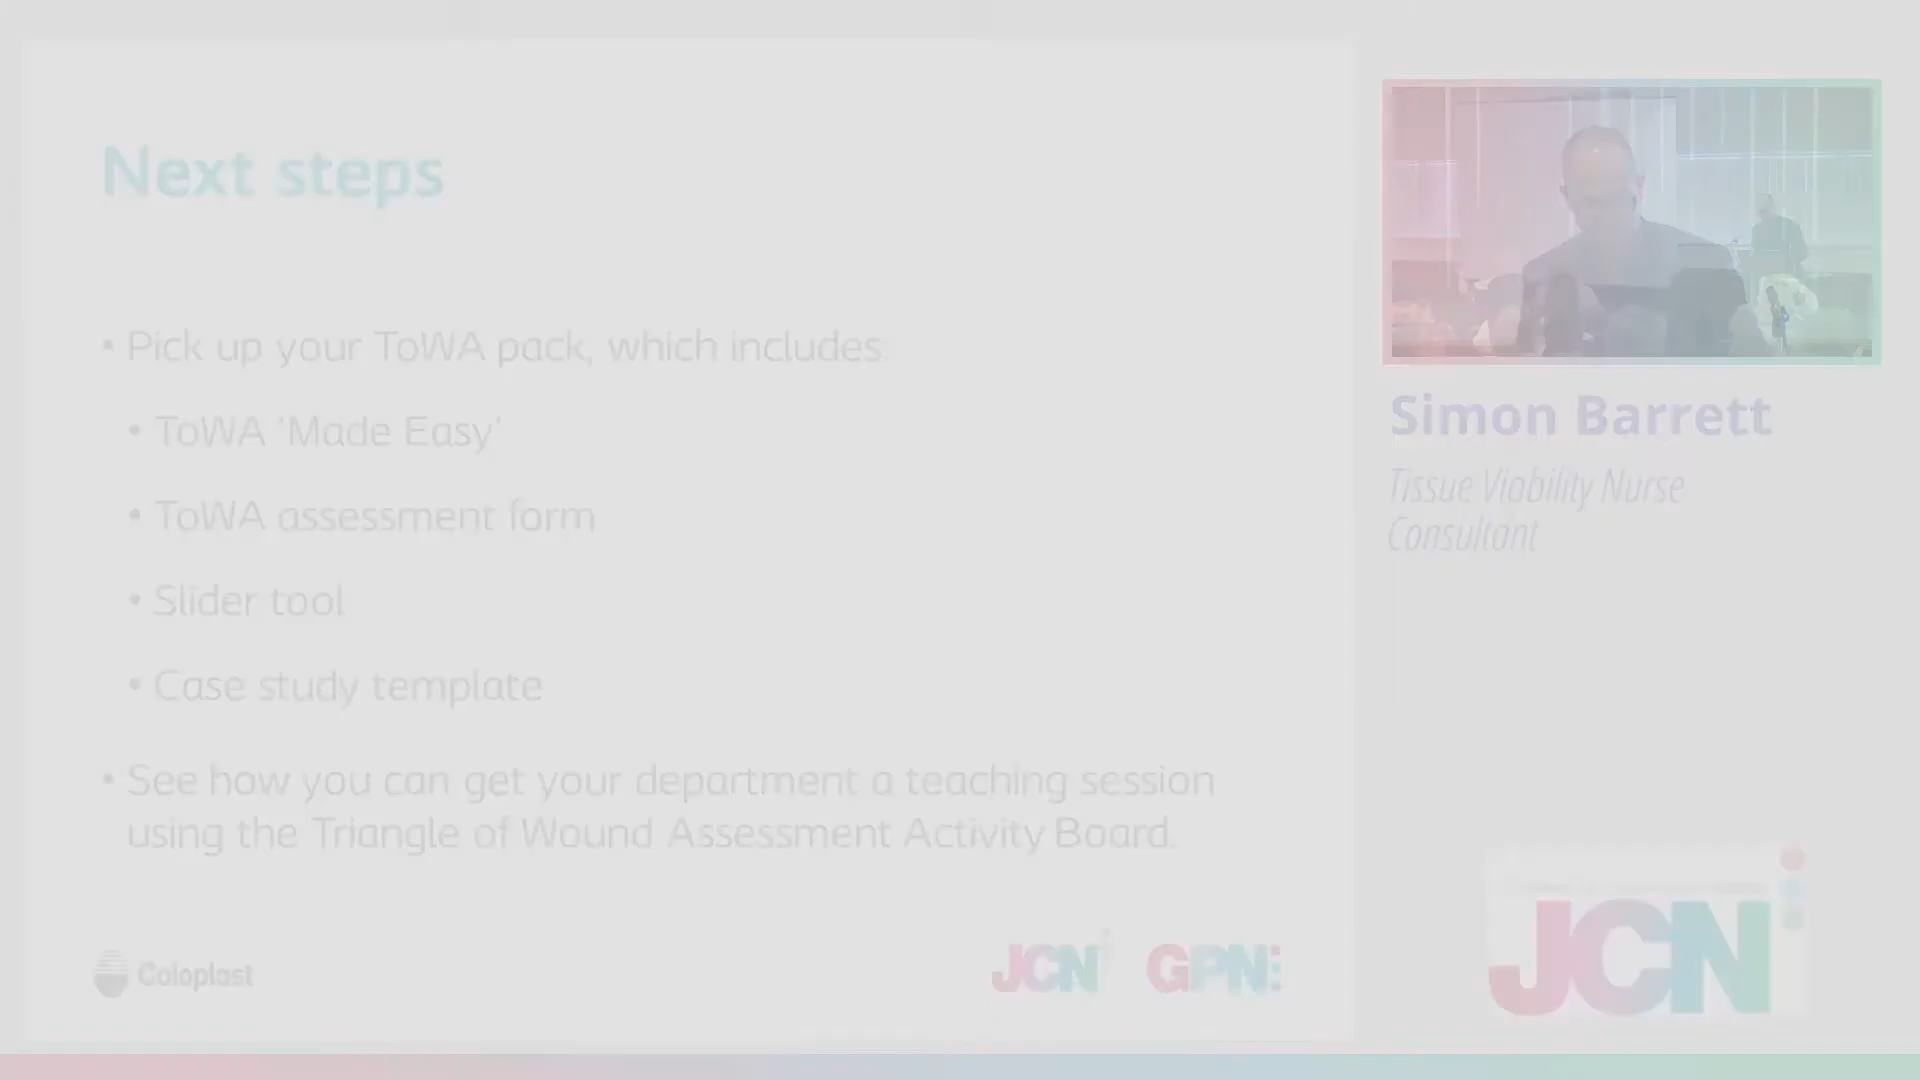 Next steps
• Pick up your ToWA pack, which includes
• ToWA 'Made Easy'
• ToWA assessment form
• Slider tool
• Case study template
• See how you can get your department a teaching session
using the Triangle of Wound Assessment Activity Board.
Coloplast
JCN
GPN
Simon Barrett
Tissue Viability Nurse
Consultant
JCN